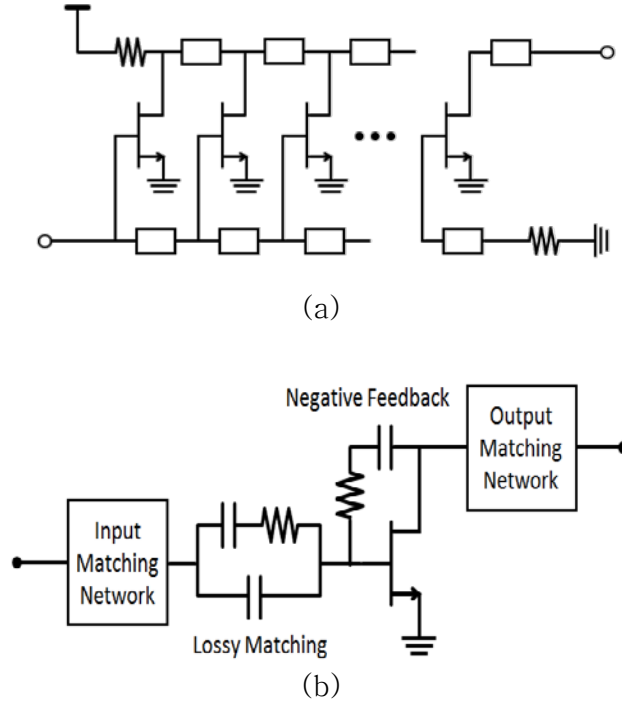 (a)
Negative Feedback
Output
Matching
Network
Input
Matching
Network
Lossy Matching
(b)